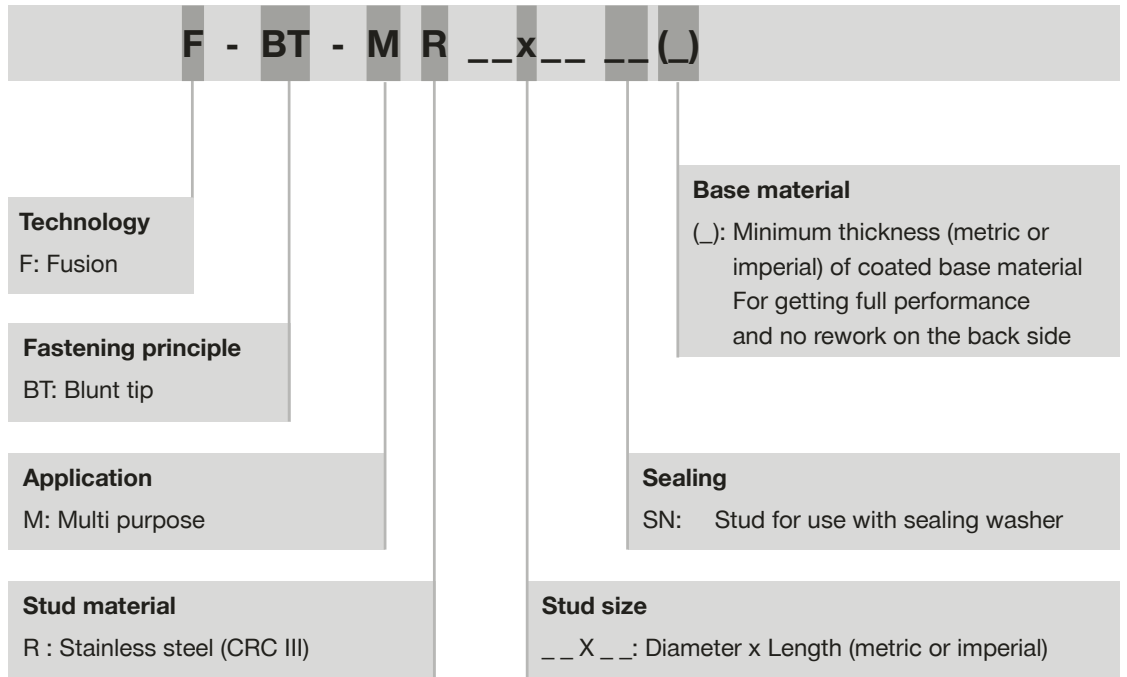 F - BT - M R _ _ x _ _ _ _ (_)
Technology
F: Fusion
Base material
(_): Minimum thickness (metric or
imperial) of coated base material
For getting full performance
and no rework on the back side
Fastening principle
BT: Blunt tip
Application
M: Multi purpose
Sealing
SN: Stud for use with sealing washer
Stud material
R : Stainless steel (CRC III)
Stud size
_ _ X _ _: Diameter x Length (metric or imperial)